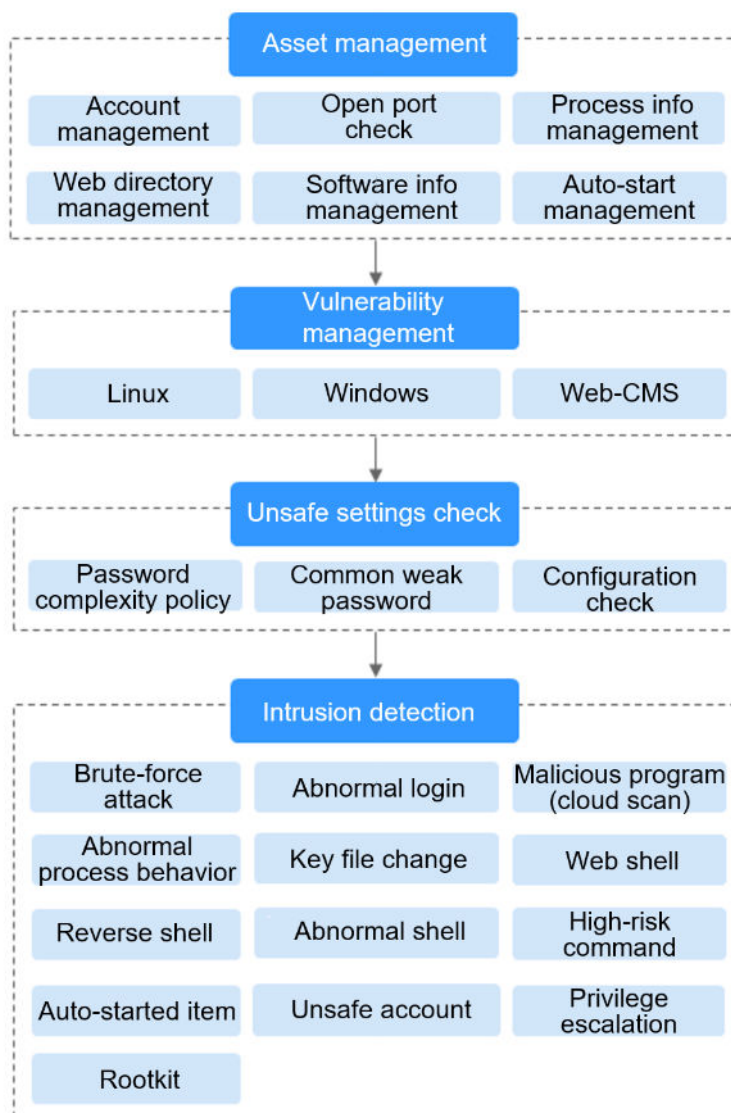 Asset management
Account
management
Open port
check
Process info
management
Web directory
management
Software info
management
Auto-start
management
Vulnerability
management
Linux
Windows
Web-CMS
Unsafe settings check
Password
complexity policy
Common weak
password
Configuration
check
Intrusion detection
Brute-force
attack
Abnormal login
Malicious program
(cloud scan)
Abnormal
process behavior
Key file change
Web shell
Reverse shell
Abnormal shell
High-risk
command
Auto-started item
Unsafe account
Privilege
escalation
Rootkit